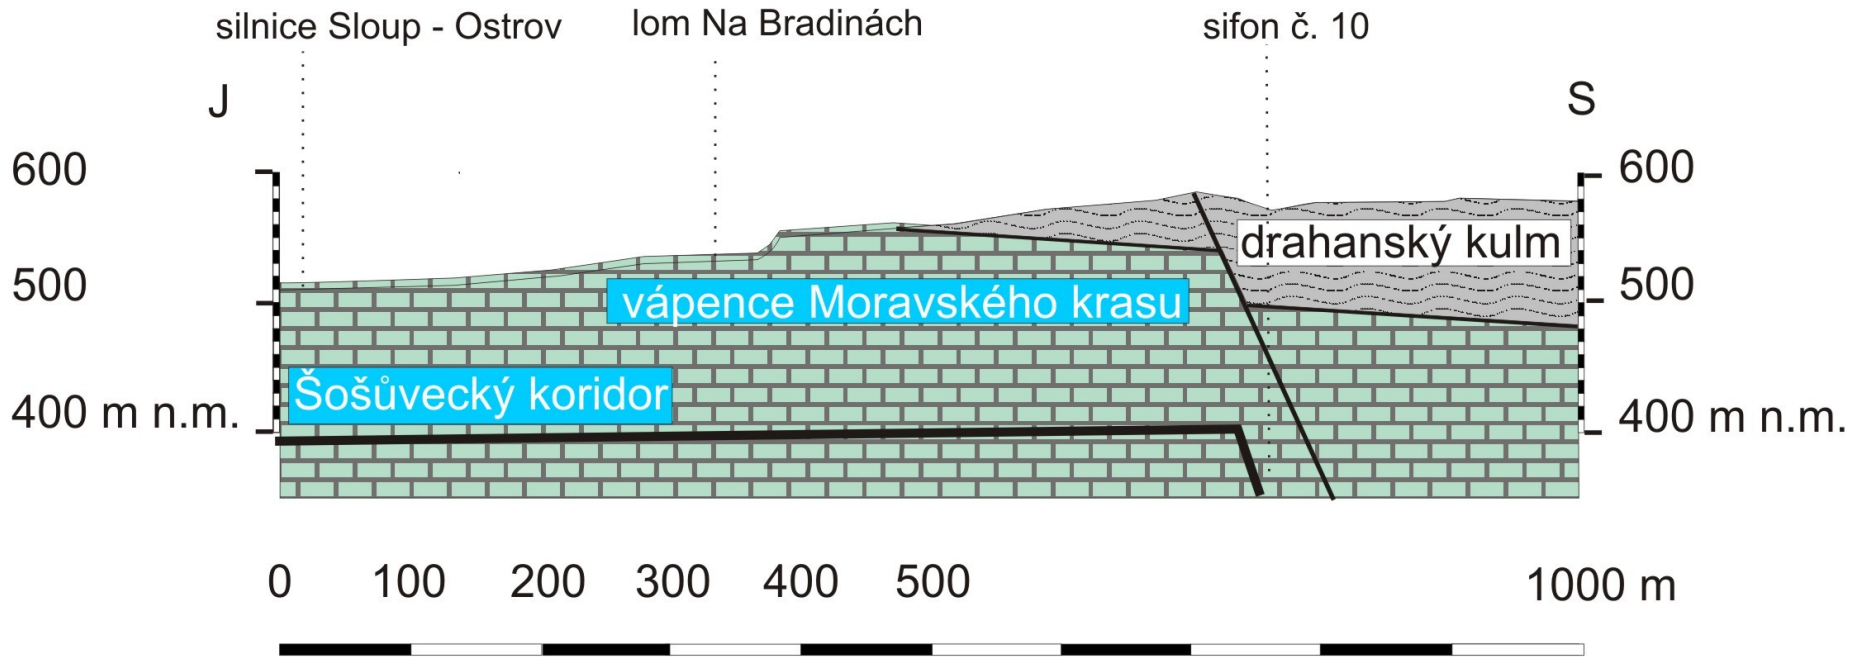 silnice Sloup - Ostrov
lom Na Bradinách
sifon č. 10
J
S
600
600
drahanský kulm
500
500
vápence Moravského krasu
Šošůvecký koridor
400 m n.m.
400 m n.m.
0 100 200 300 400 500 1000 m